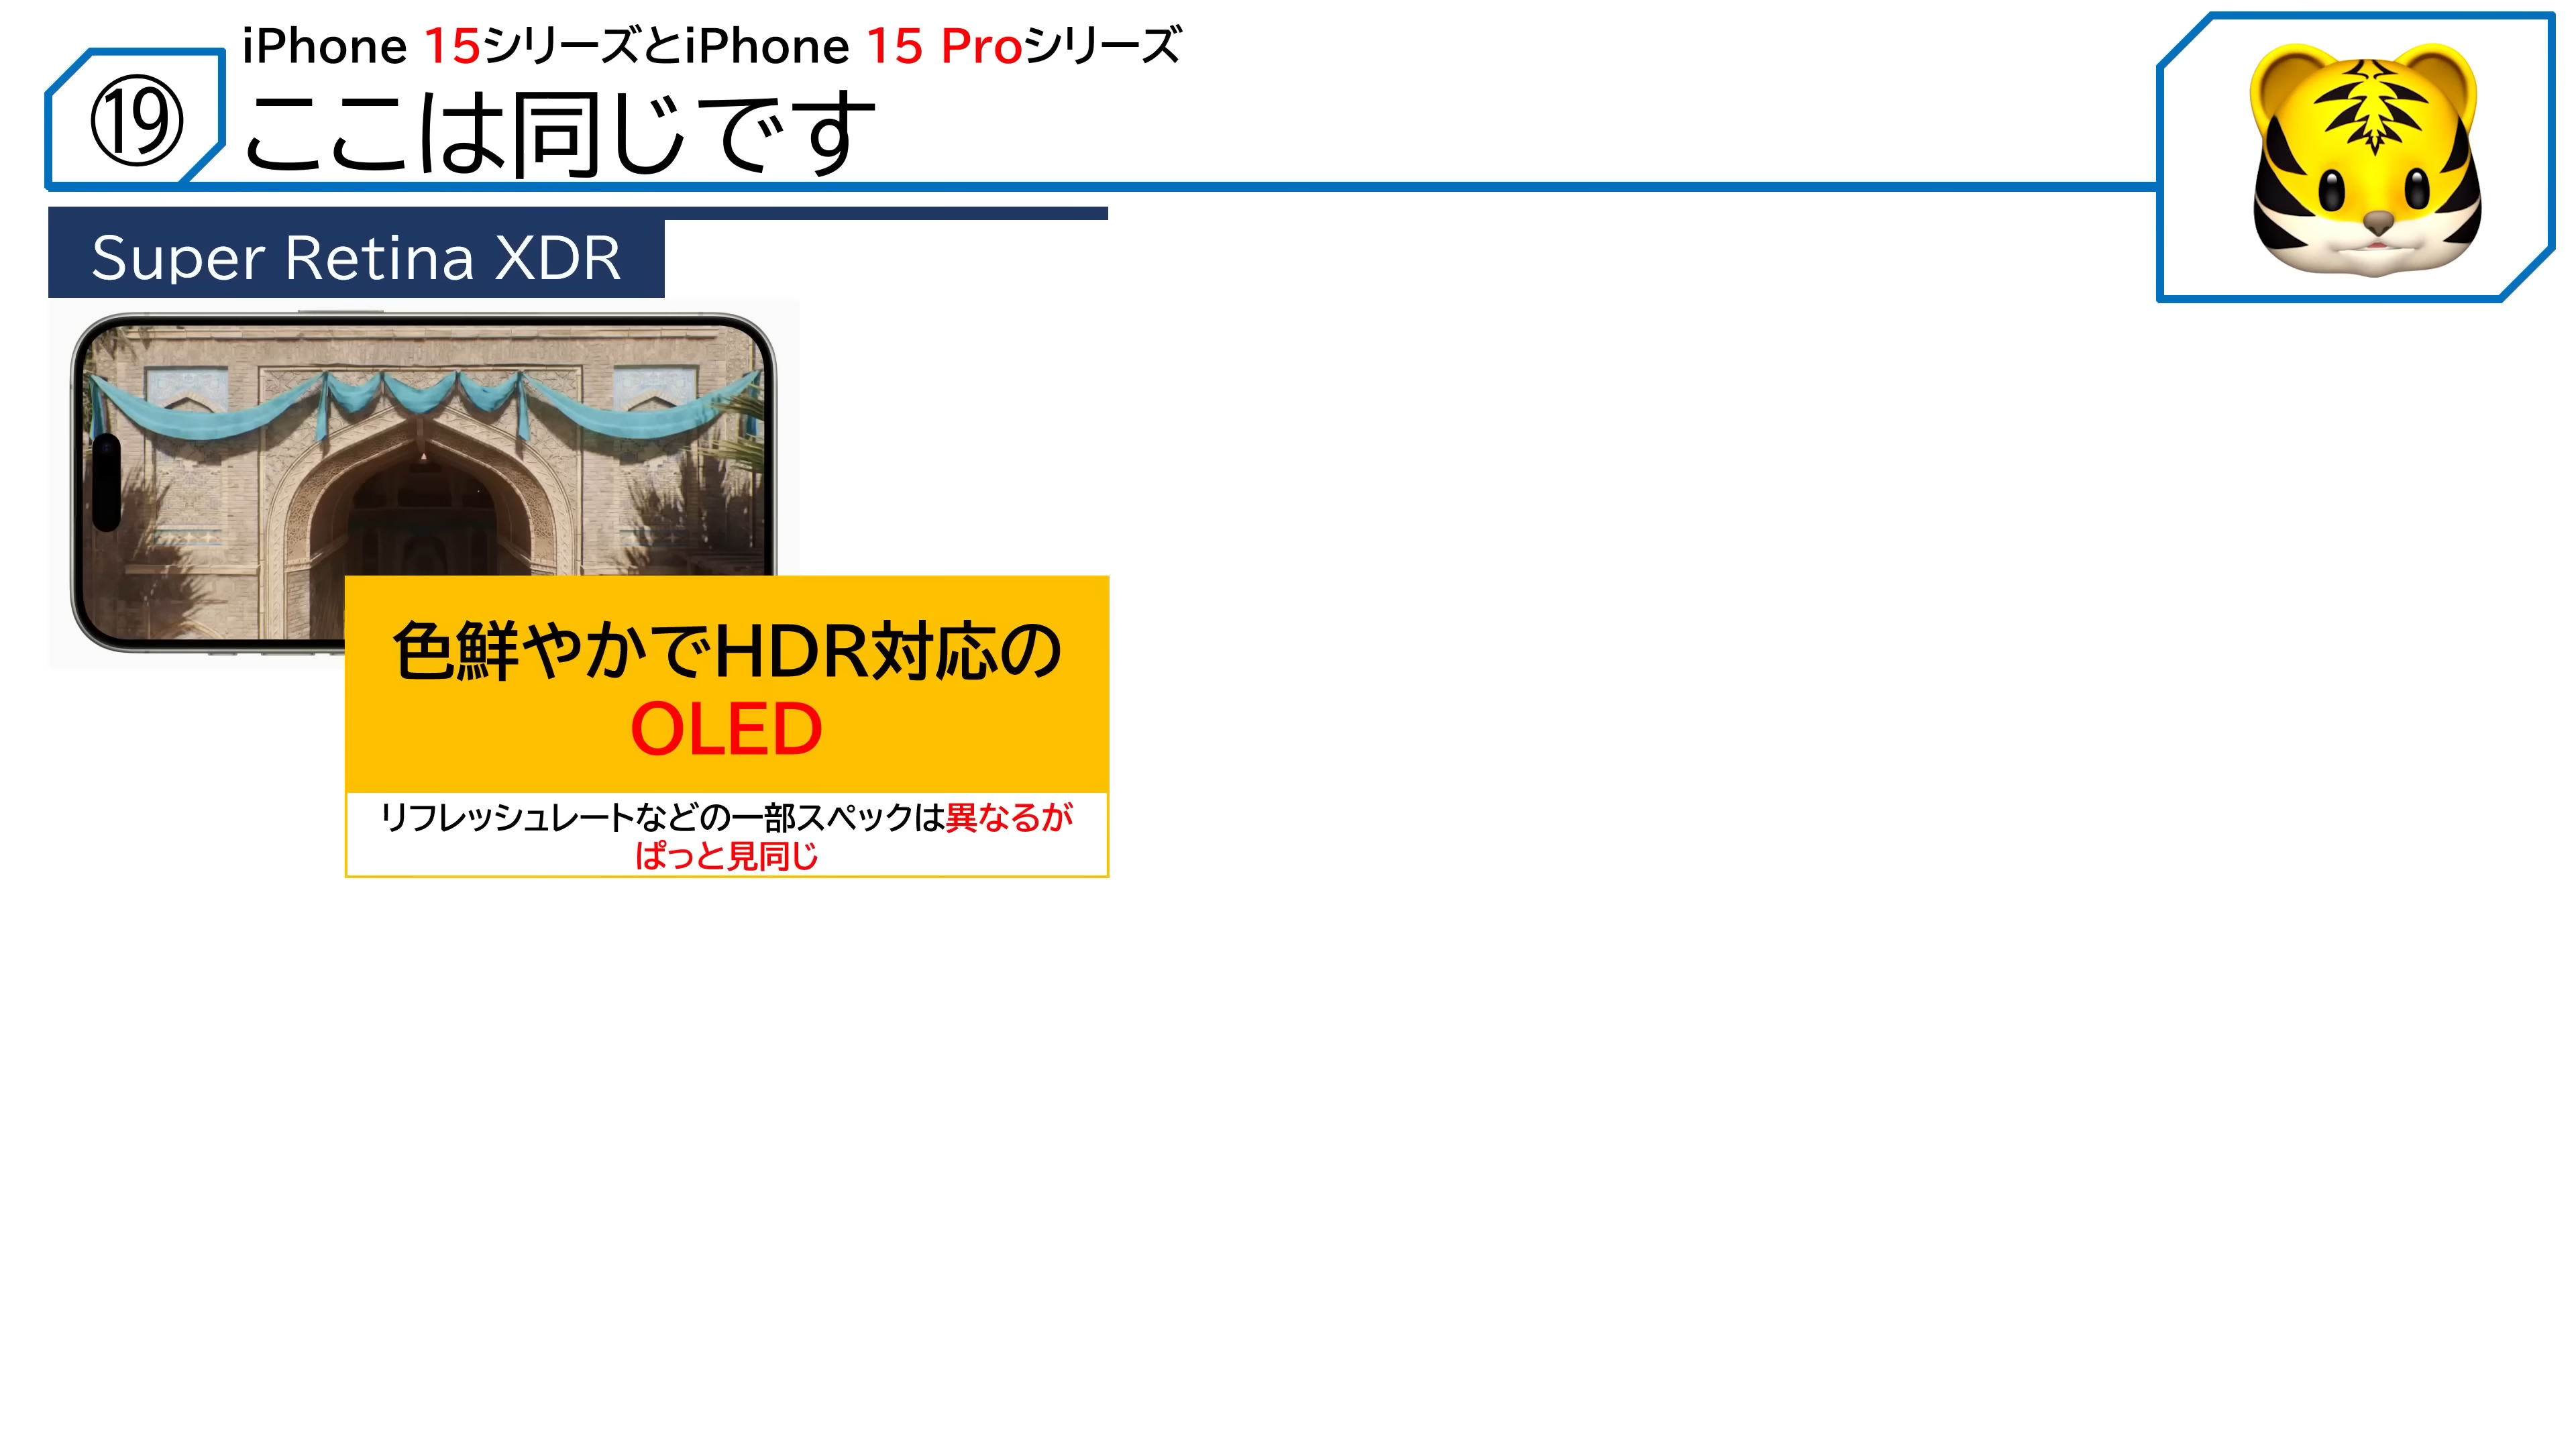 iPhone 15シリーズとiPhone 15 Proシリーズ
⑲
ここは同じです
Super Retina XDR
色鮮やかでHDR対応の
OLED
リフレッシュレートなどの一部スペックは異なるが
ぱっと見同じ